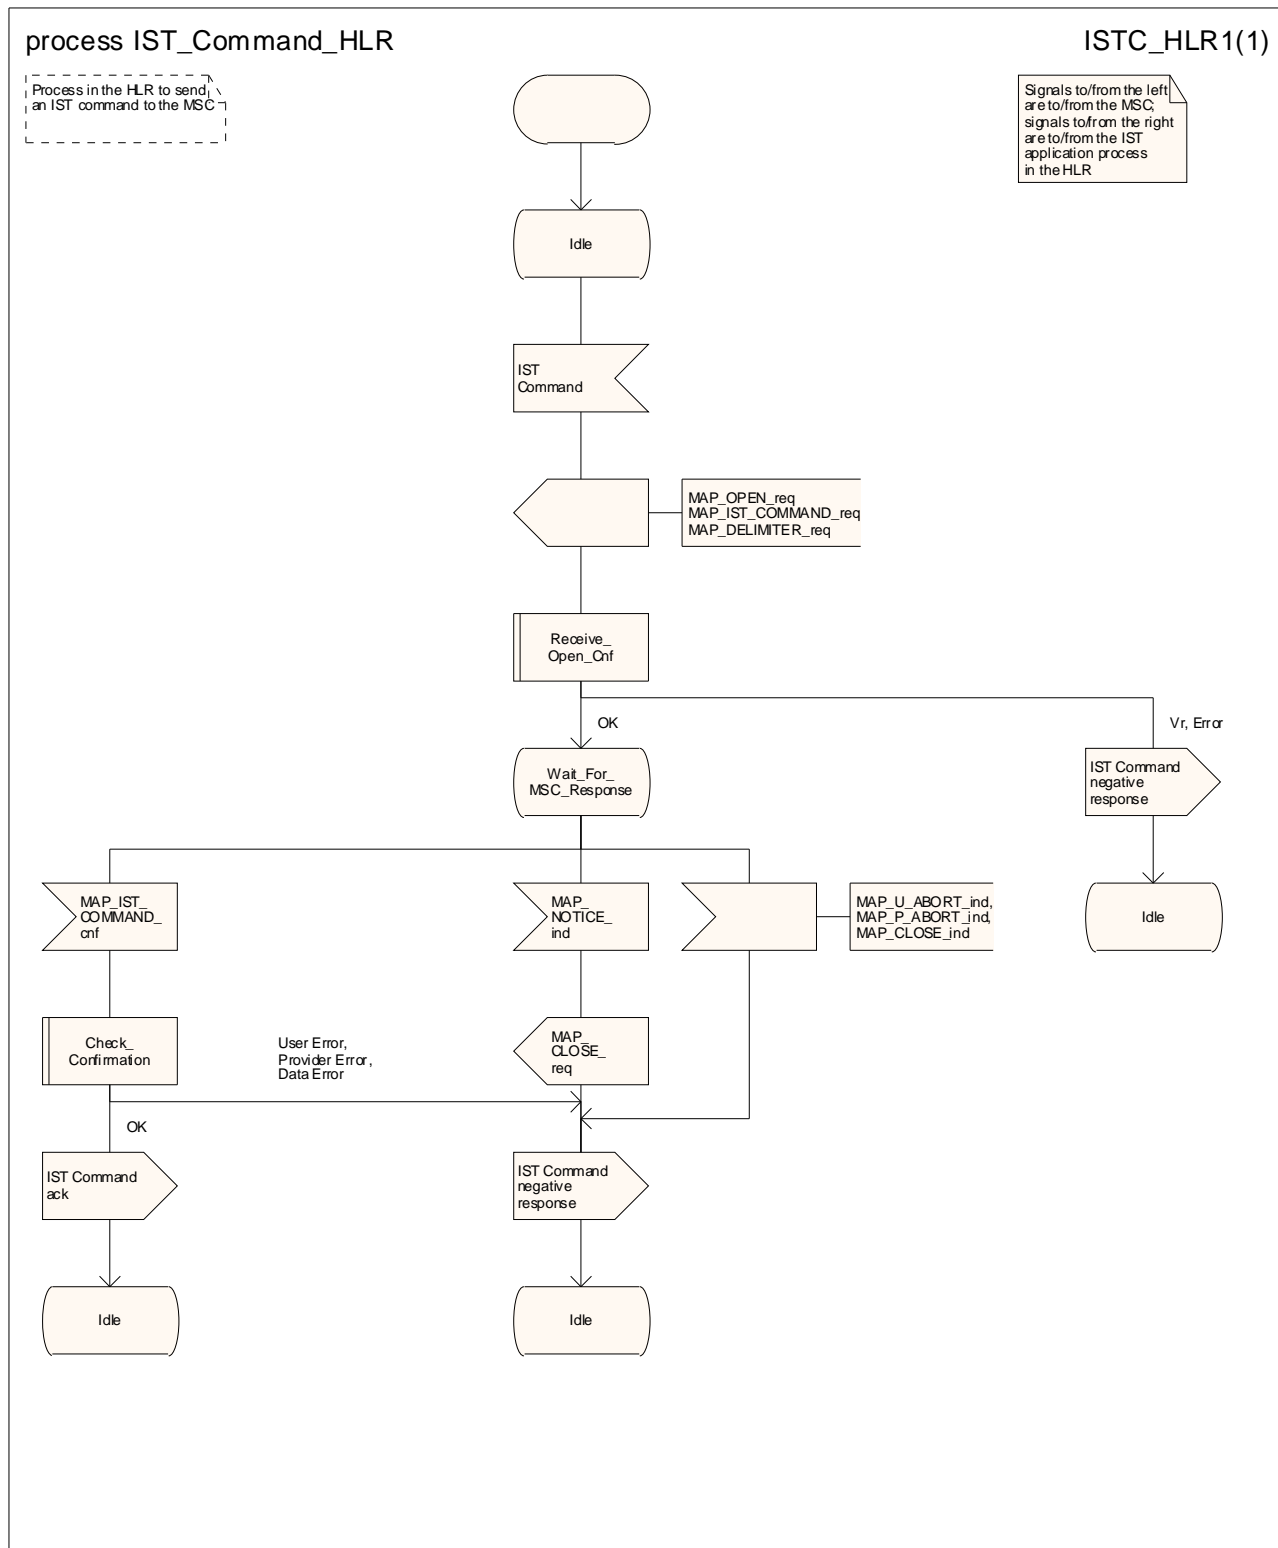 process IST_Command_HLR
ISTC_HLR1(1)
Process in the HLR to send
an IST command to the MSC
Signals to/from the left
are to/from the MSC;
signals to/from the right
are to/from the IST
application process
in the HLR
Idle
IST
Command
MAP_OPEN_req
MAP_IST_COMMAND_req
MAP_DELIMITER_req
Receive_
Open_Cnf
OK
Vr, Error
Wait_For_
MSC_Response
IST Command
negative
response
MAP_IST_
COMMAND_
cnf
MAP_
NOTICE_
ind
MAP_U_ABORT_ind,
MAP_P_ABORT_ind,
MAP_CLOSE_ind
Idle
Check_
Confirmation
User Error,
Provider Error,
Data Error
MAP_
CLOSE_
req
OK
IST Command
ack
IST Command
negative
response
Idle
Idle